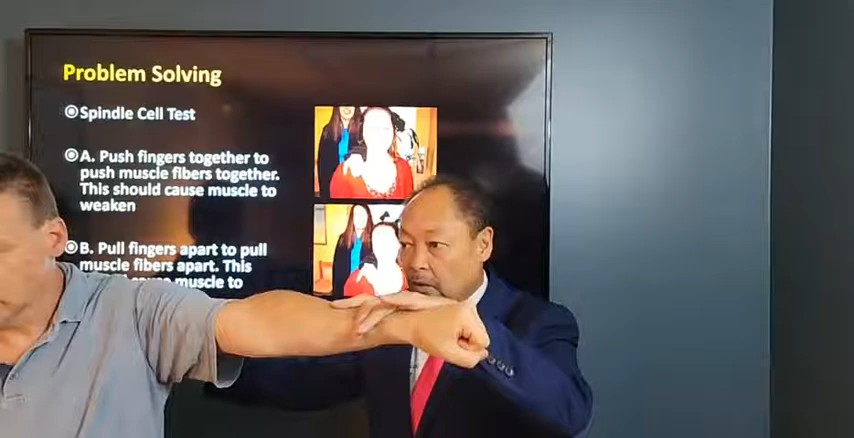 Problem Solving
Spindle Cell Test
A. Push fingers together to
push muscle fibers together.
This should cause muscle to
weaken
B. Pull fingers apart to pull
muscle fibers apart. This
cause muscle to